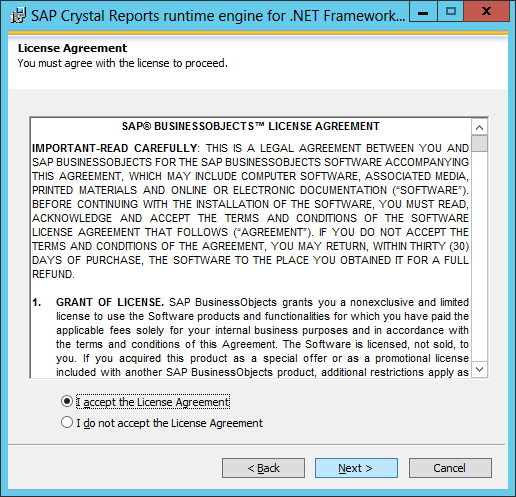 SAP Crystal Reports runtime engine for .NET Framework...
License Agreement
You must agree with the license to proceed.
SAP® BUSINESSOBJECTS™ LICENSE AGREEMENT
IMPORTANT-READ CAREFULLY: THIS IS A LEGAL AGREEMENT BETWEEN YOU AND
SAP BUSINESSOBJECTS FOR THE SAP BUSINESSOBJECTS SOFTWARE ACCOMPANYING
THIS AGREEMENT, WHICH MAY INCLUDE COMPUTER SOFTWARE, ASSOCIATED MEDIA,
PRINTED MATERIALS AND ONLINE OR ELECTRONIC DOCUMENTATION (“SOFTWARE”).
BEFORE CONTINUING WITH THE INSTALLATION OF THE SOFTWARE, YOU MUST READ,
ACKNOWLEDGE AND ACCEPT THE TERMS AND CONDITIONS OF THE SOFTWARE
LICENSE AGREEMENT THAT FOLLOWS (“AGREEMENT”). IF YOU DO NOT ACCEPT THE
TERMS AND CONDITIONS OF THE AGREEMENT, YOU MAY RETURN, WITHIN THIRTY (30)
DAYS OF PURCHASE, THE SOFTWARE TO THE PLACE YOU OBTAINED IT FOR A FULL
REFUND.
1. GRANT OF LICENSE. SAP BusinessObjects grants you a nonexclusive and limited
license to use the Software products and functionalities for which you have paid the
applicable fees solely for your internal business purposes and in accordance with
the terms and conditions of this Agreement. The Software is licensed, not sold, to
you. If you acquired this product as a special offer or as a promotional license
included with another SAP BusinessObjects product, additional restrictions apply as
I accept the License Agreement
I do not accept the License Agreement
< Back
Next >
Cancel